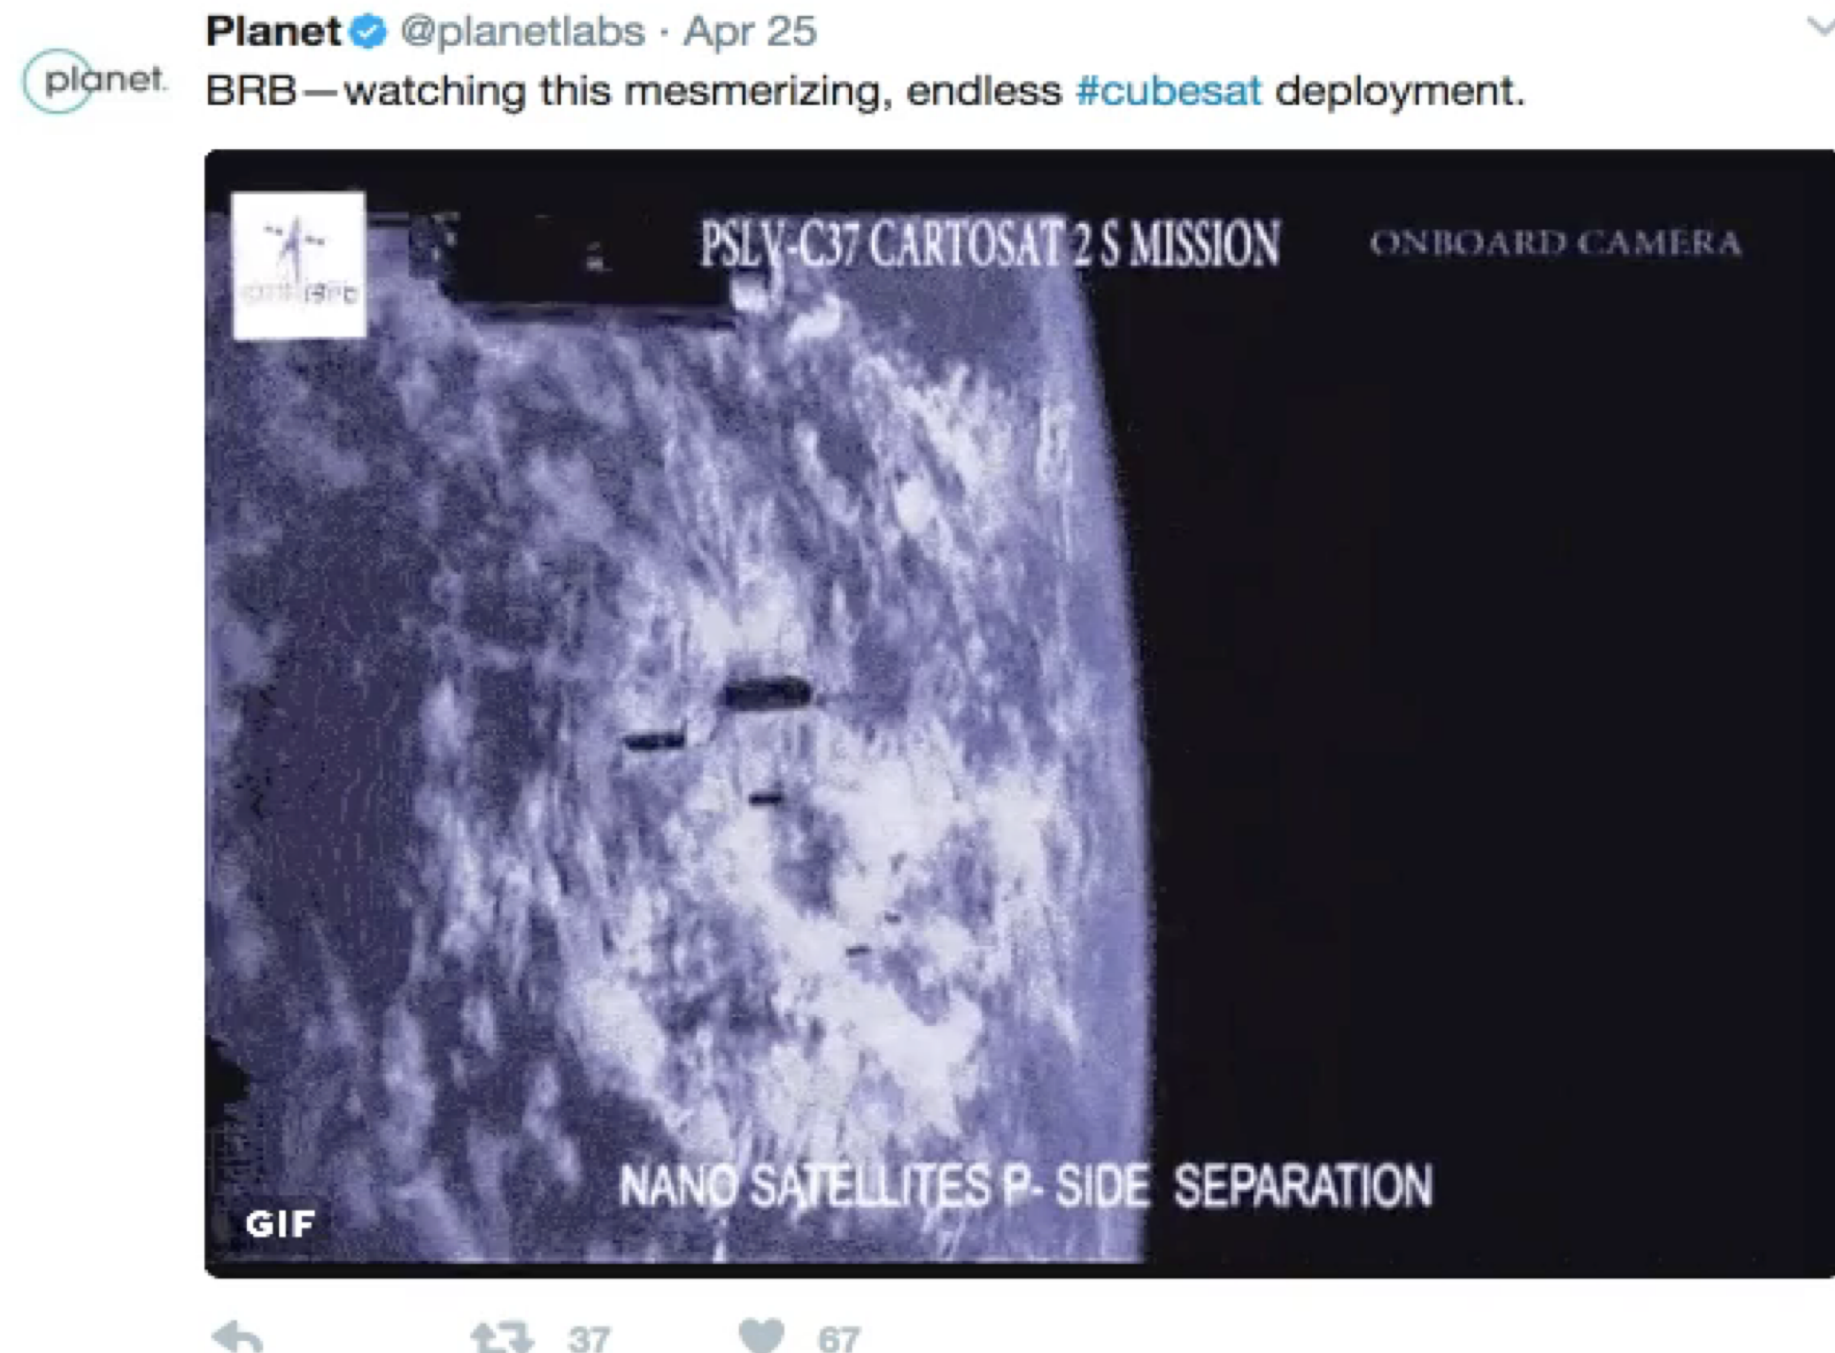 Planet @planetlabs · Apr 25
planet.
BRB—watching this mesmerizing, endless #cubesat deployment.
PSLV-C37 CARTOSAT 2 S MISSION
ONBOARD CAMERA
NANO SATELLITES P- SIDE SEPARATION
GIF
37
67